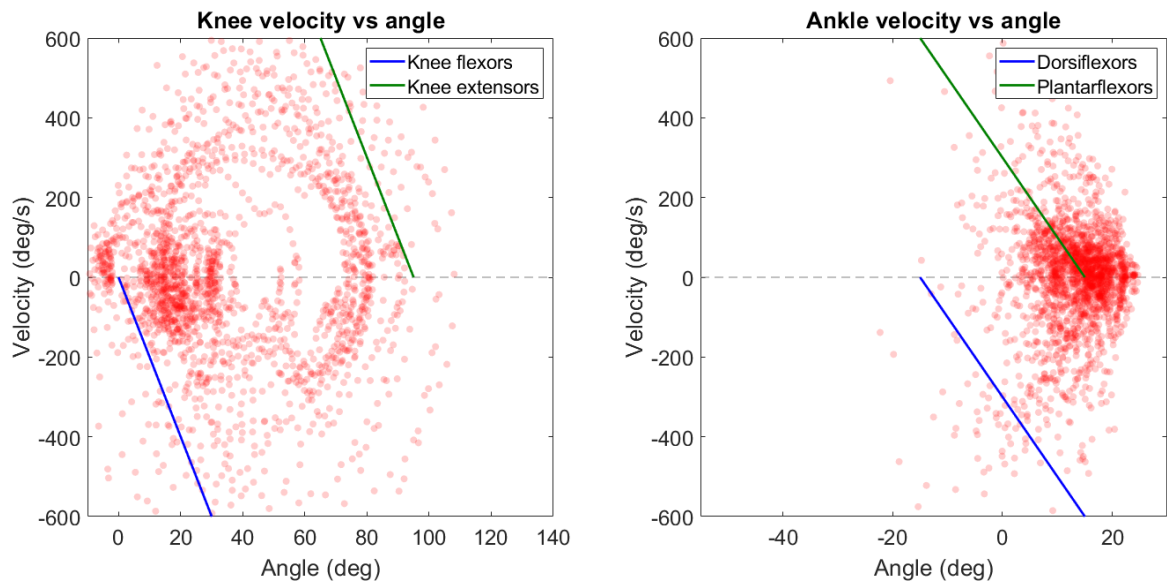 Knee velocity vs angle
600
400
200
0
-200
-400
-600
Velocity (deg/s)
0
20
40
60
80
100
120
140
Angle (deg)
Knee flexors
Knee extensors
Ankle velocity vs angle
600
400
200
0
-200
-400
-600
Velocity (deg/s)
-40
-20
0
20
Angle (deg)
Dorsiflexors
Plantarflexors